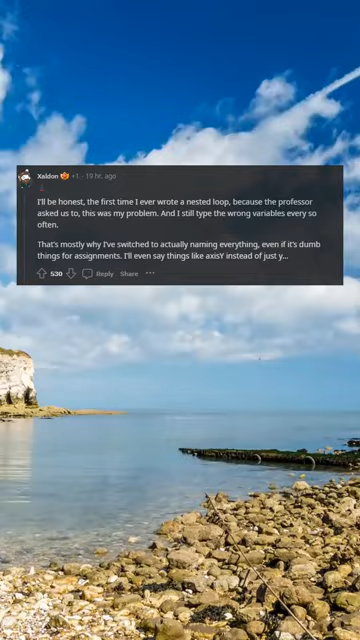 Xaldon +1 · 19 hr. ago
I'll be honest, the first time I ever wrote a nested loop, because the professor
asked us to, this was my problem. And I still type the wrong variables every so
often.
That's mostly why I've switched to actually naming everything, even if it's dumb
things for assignments. I'll even say things like axisY instead of just y...
530 Reply Share ···